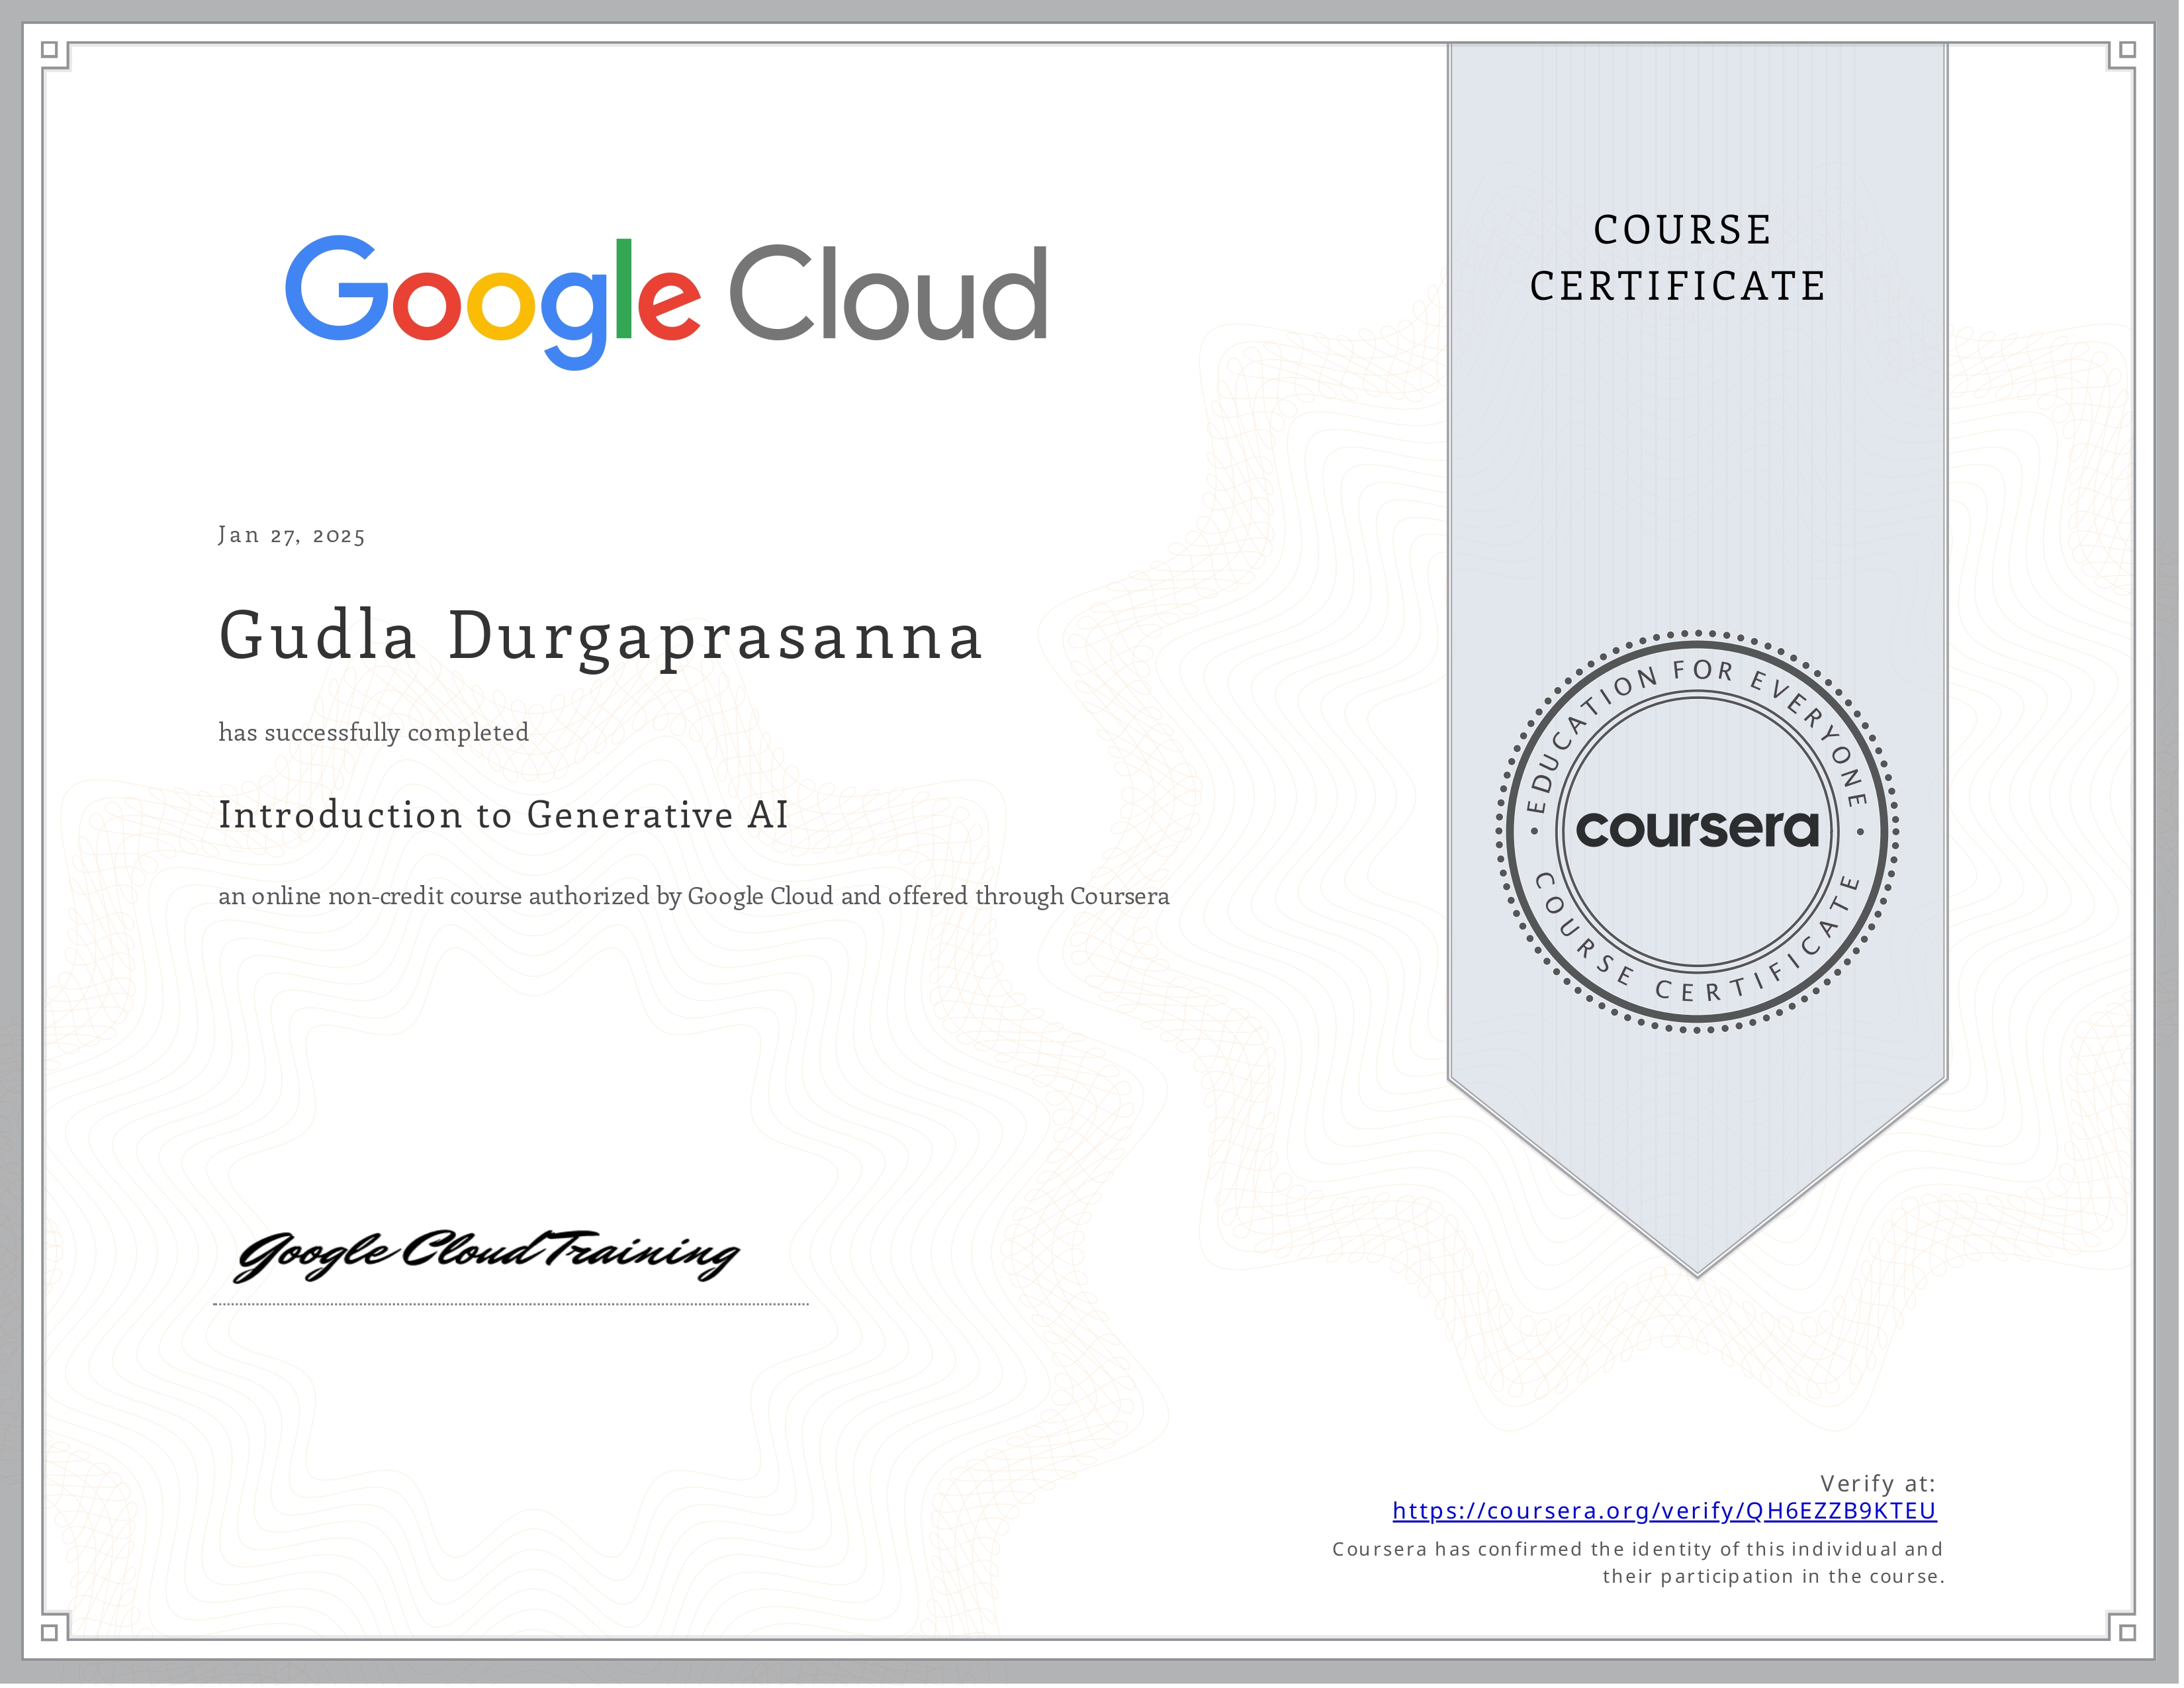 Google Cloud
COURSE
CERTIFICATE
Jan 27, 2025
Gudla Durgaprasanna
has successfully completed
Introduction to Generative AI
an online non-credit course authorized by Google Cloud and offered through Coursera
EDUCATION FOR EVERYONE
coursera
COURSE CERTIFICATE
Google Cloud Training
Verify at:
https://coursera.org/verify/QH6EZZB9KTEU
Coursera has confirmed the identity of this individual and
their participation in the course.